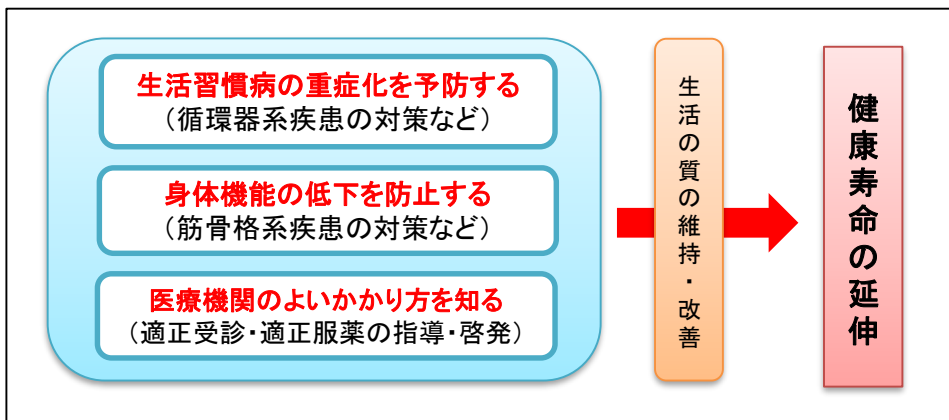 生活習慣病の重症化を予防する
（循環器系疾患の対策など）
身体機能の低下を防止する
（筋骨格系疾患の対策など）
医療機関のよいかかり方を知る
（適正受診・適正服薬の指導・啓発）
生活の質の維持・改善
健康寿命の延伸